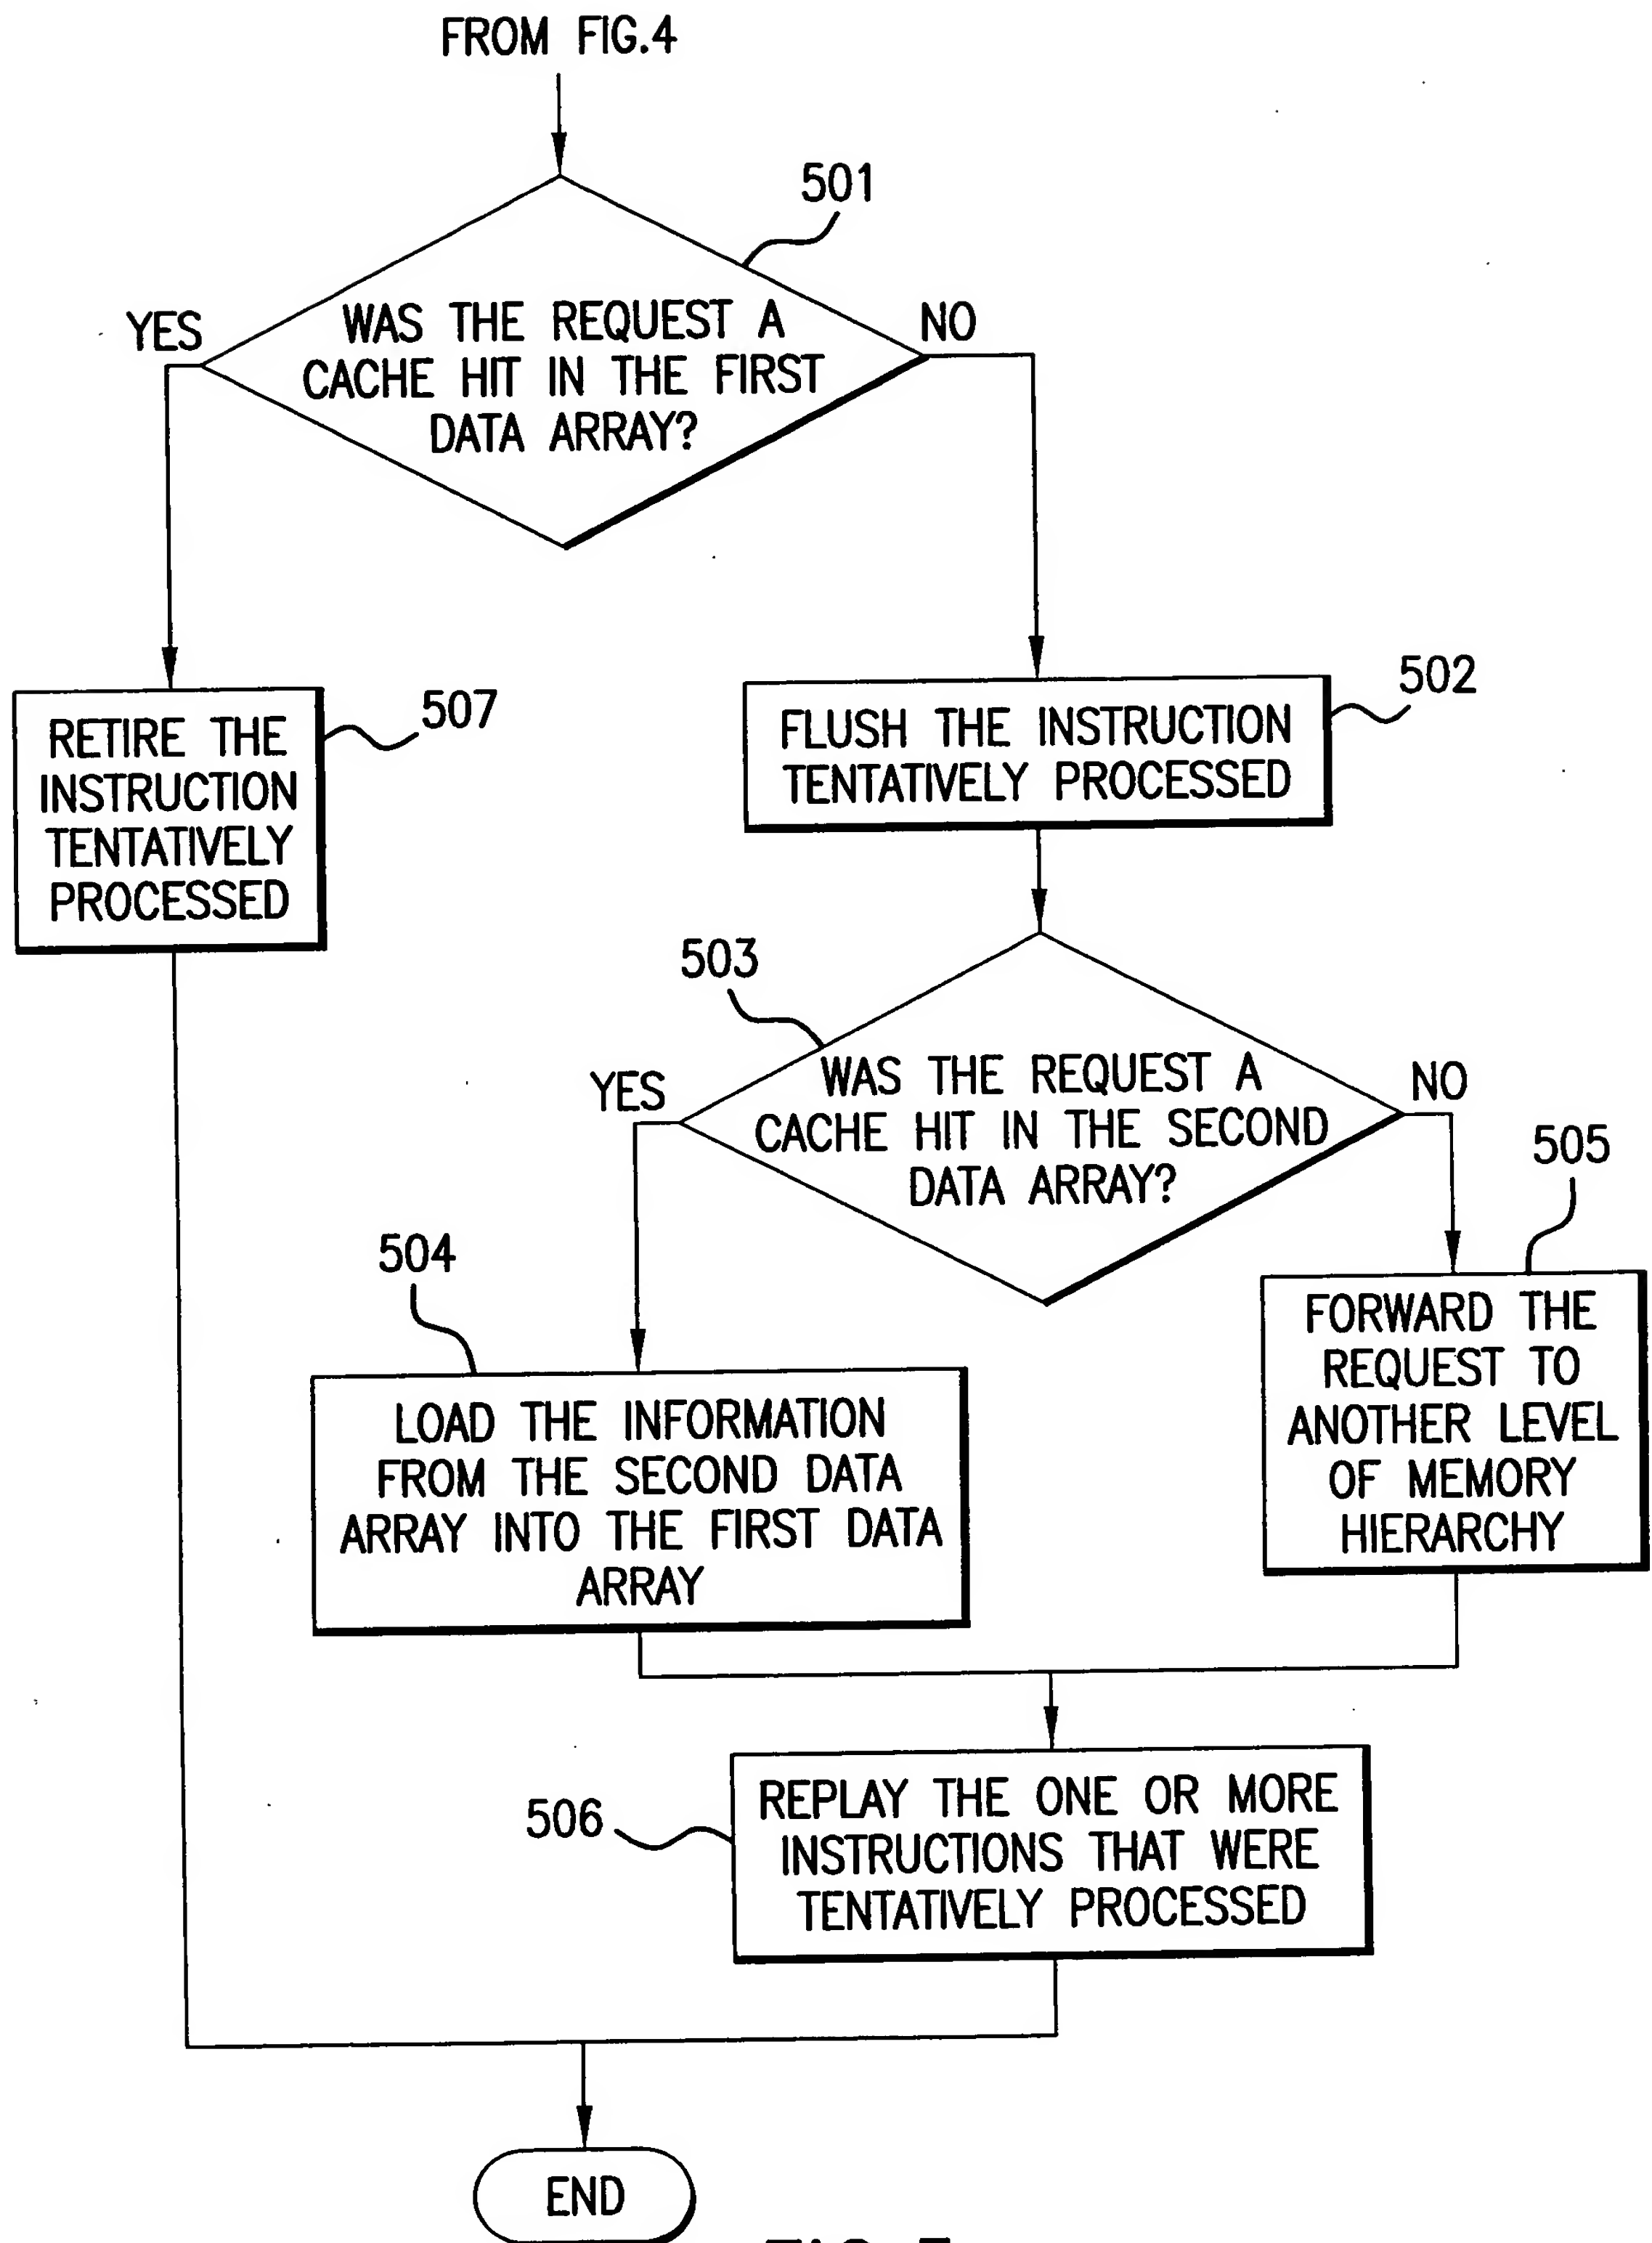 FROM FIG.4
501
YES
NO
WAS THE REQUEST A
CACHE HIT IN THE FIRST
DATA ARRAY?
507
RETIRE THE
INSTRUCTION
TENTATIVELY
PROCESSED
502
FLUSH THE INSTRUCTION
TENTATIVELY PROCESSED
503
YES
NO
WAS THE REQUEST A
CACHE HIT IN THE SECOND
DATA ARRAY?
505
504
FORWARD THE
REQUEST TO
ANOTHER LEVEL
OF MEMORY
HIERARCHY
LOAD THE INFORMATION
FROM THE SECOND DATA
ARRAY INTO THE FIRST DATA
ARRAY
506
REPLAY THE ONE OR MORE
INSTRUCTIONS THAT WERE
TENTATIVELY PROCESSED
END